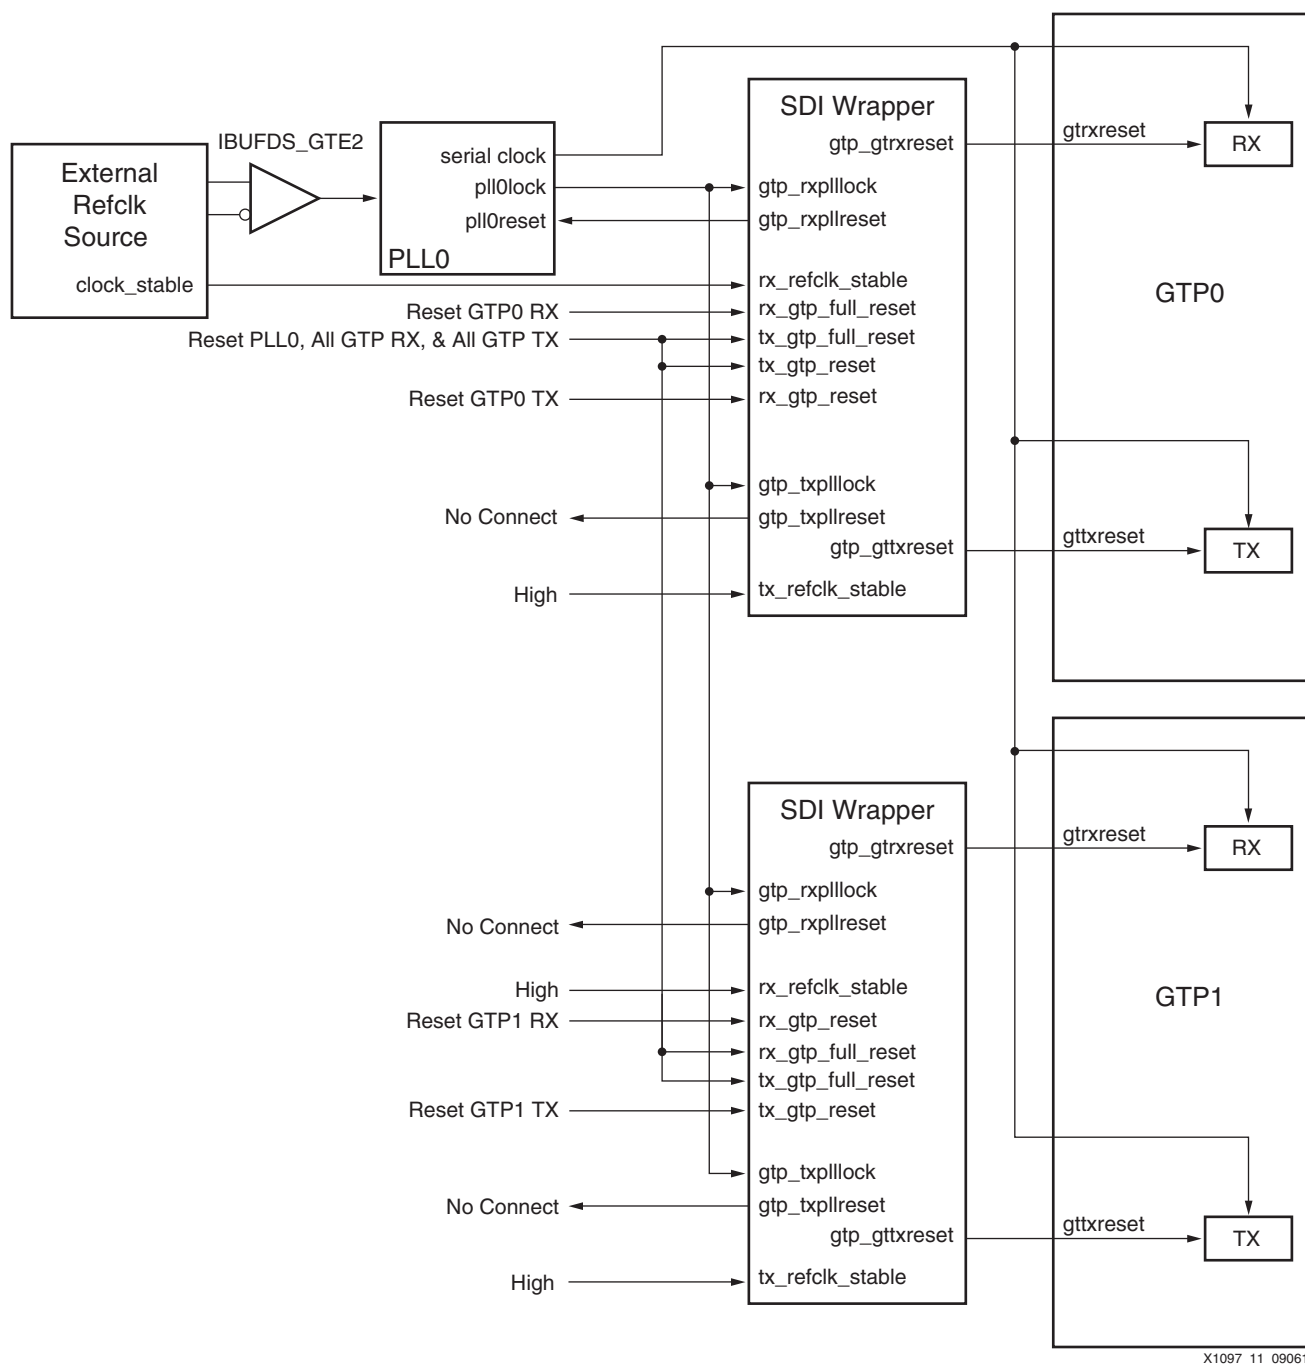 SDI Wrapper
gtp_gtrxreset
gtrxreset
RX
IBUFDS_GTE2
External
Refclk
Source
clock_stable
serial clock
pll0lock
pll0reset
PLL0
gtp_rxplllock
gtp_rxpllreset
rx_refclk_stable
GTP0
Reset GTP0 RX
rx_gtp_full_reset
Reset PLL0, All GTP RX, & All GTP TX
tx_gtp_full_reset
tx_gtp_reset
Reset GTP0 TX
rx_gtp_reset
gtp_txplllock
No Connect
gtp_txpllreset
gtp_gttxreset
gttxreset
TX
High
tx_refclk_stable
SDI Wrapper
gtp_gtrxreset
gtrxreset
RX
gtp_rxplllock
No Connect
gtp_rxpllreset
High
rx_refclk_stable
GTP1
Reset GTP1 RX
rx_gtp_reset
rx_gtp_full_reset
tx_gtp_full_reset
Reset GTP1 TX
tx_gtp_reset
gtp_txplllock
No Connect
gtp_txpllreset
gtp_gttxreset
gttxreset
TX
High
tx_refclk_stable
X1097_11_09061